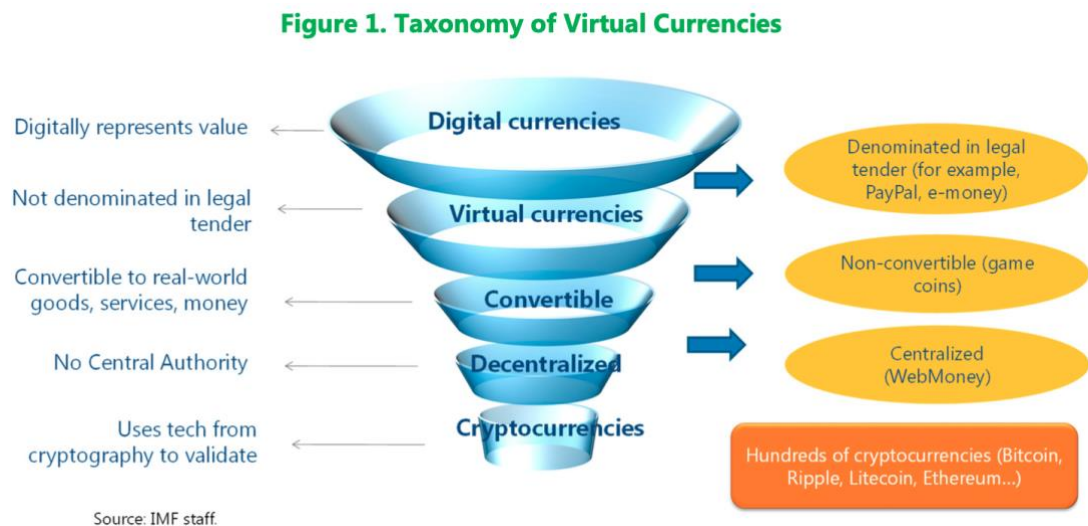 Figure 1. Taxonomy of Virtual Currencies
Digitally represents value
Digital currencies
Denominated in legal
tender (for example,
PayPal, e-money)
Not denominated in legal
tender
Virtual currencies
Convertible to real-world
goods, services, money
Convertible
Non-convertible (game
coins)
No Central Authority
Decentralized
Centralized
(WebMoney)
Uses tech from
cryptography to validate
Cryptocurrencies
Hundreds of cryptocurrencies (Bitcoin,
Ripple, Litecoin, Ethereum...)
Source: IMF staff.